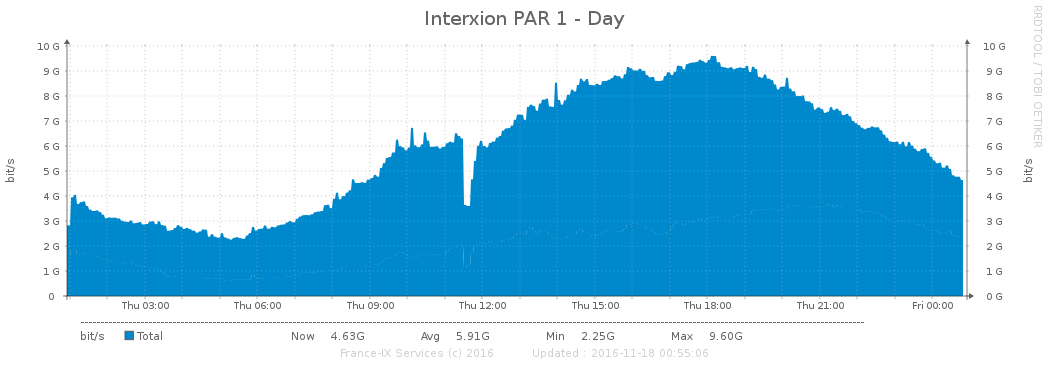 Interxion PAR 1 - Day
RRDTOOL / TOBI OETIKER
bit/s
10 G 10 G
9 G 9 G
8 G 8 G
7 G 7 G
6 G 6 G
5 G 5 G
4 G 4 G
3 G 3 G
2 G 2 G
1 G 1 G
0 0 G
bit/s
Thu 03:00 Thu 06:00 Thu 09:00 Thu 12:00 Thu 15:00 Thu 18:00 Thu 21:00 Fri 00:00
bit/s Total Now 4.63G Avg 5.91G Min 2.25G Max 9.60G
France-IX Services (c) 2016 Updated : 2016-11-18 00:55:06